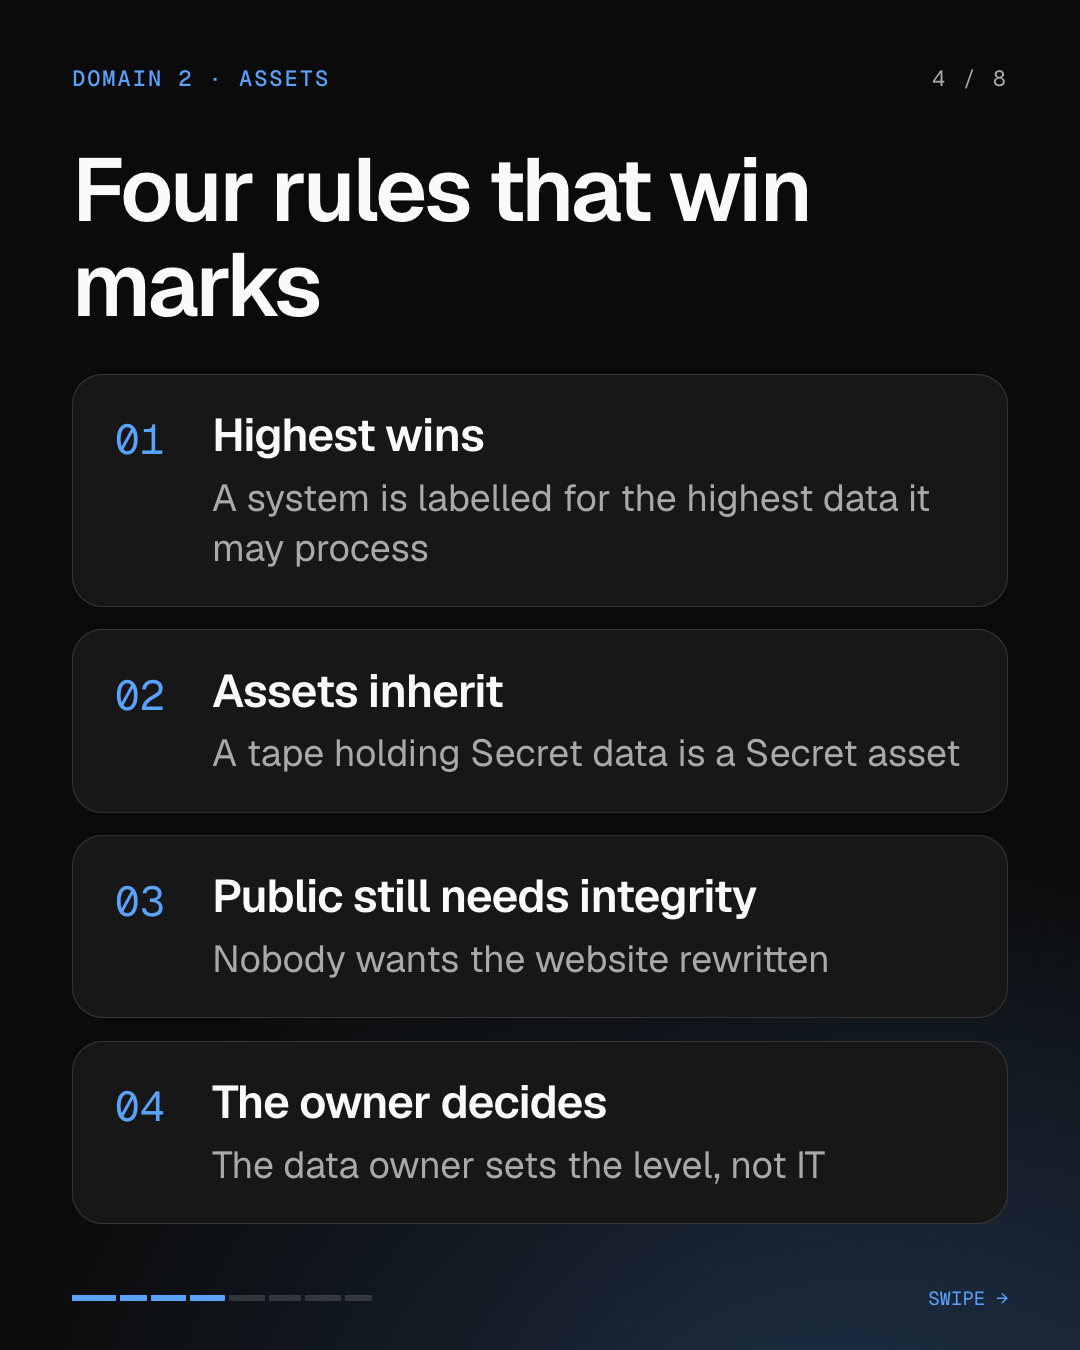 DOMAIN 2 · ASSETS
4 / 8
Four rules that win
marks
01
Highest wins
A system is labelled for the highest data it
may process
02
Assets inherit
A tape holding Secret data is a Secret asset
03
Public still needs integrity
Nobody wants the website rewritten
04
The owner decides
The data owner sets the level, not IT
SWIPE →